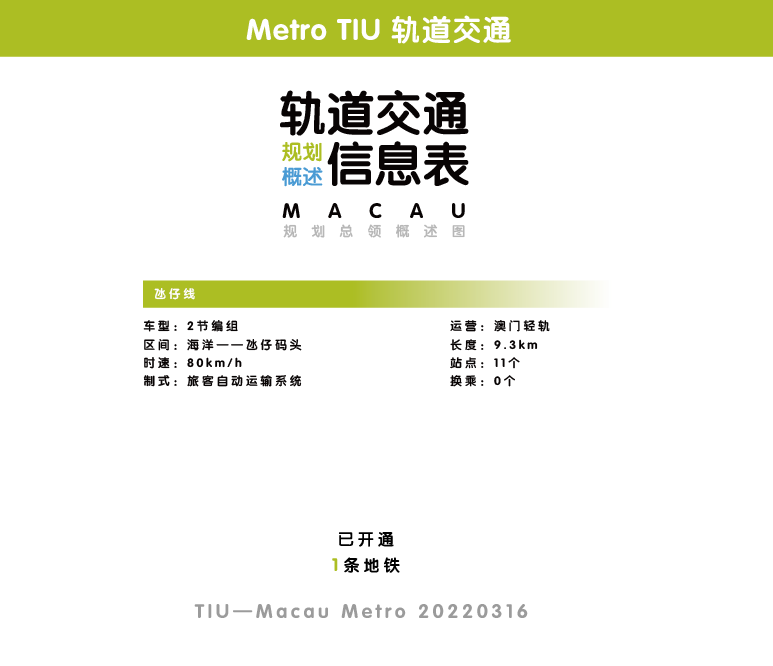 Metro TIU 轨道交通
轨道交通
规划
概述
信息表
MACAU
规划总领概述图
氹仔线
车型：2节编组
运营：澳门轻轨
区间：海洋——氹仔码头
长度：9.3km
时速：80km/h
站点：11个
制式：旅客自动运输系统
换乘：0个
已开通
1条地铁
TIU—Macau Metro 20220316